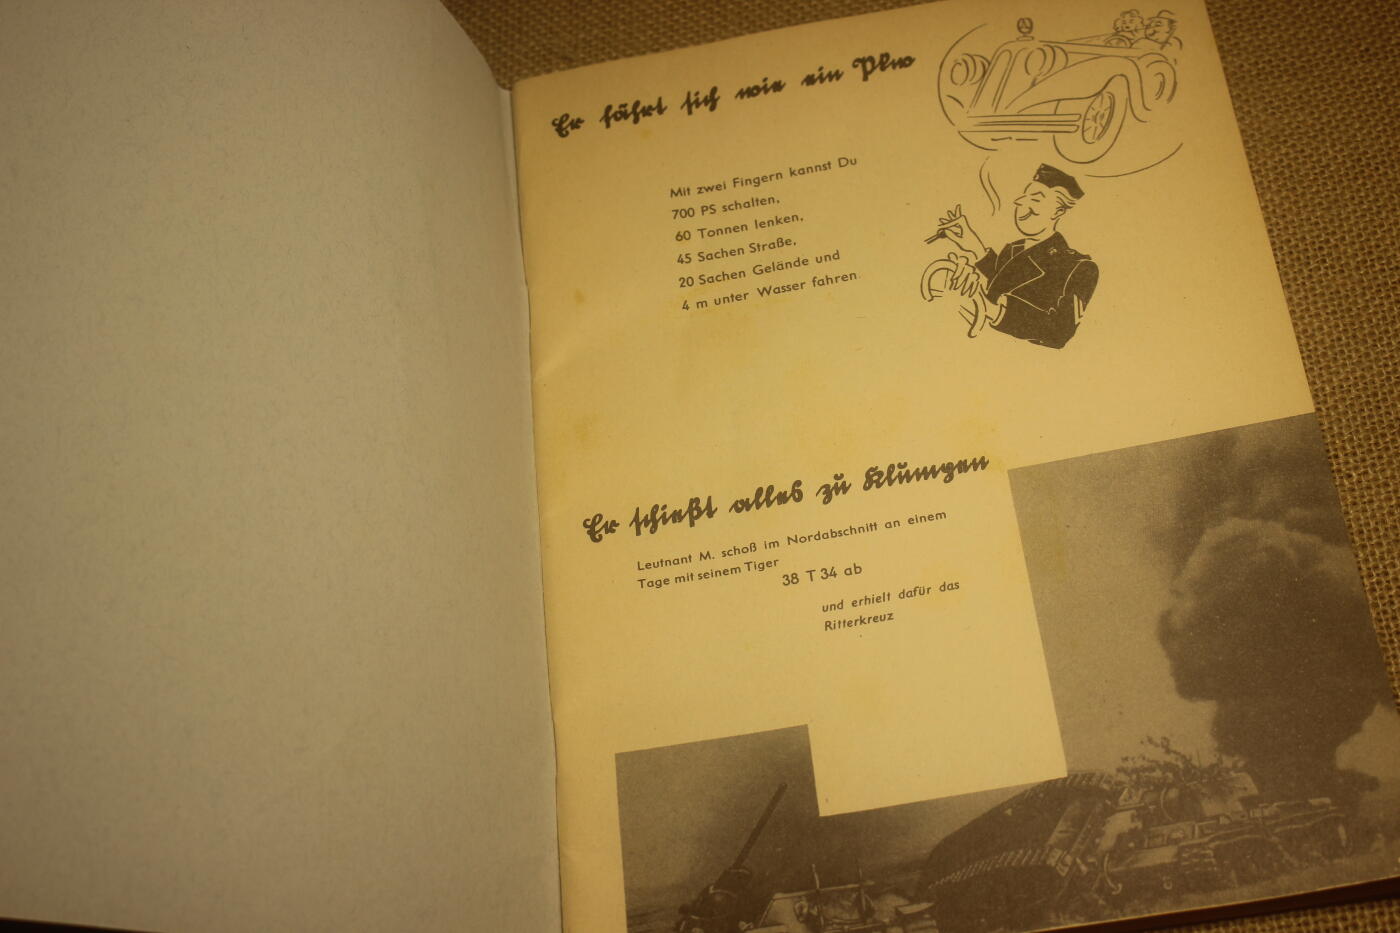 Er fährt sich wie ein Pkw
Mit zwei Fingern kannst Du
700 PS schalten,
60 Tonnen lenken,
45 Sachen Straße,
20 Sachen Gelände und
4 m unter Wasser fahren.
Er schießt alles zu Klumpen
Leutnant M. schoß im Nordabschnitt an einem
Tage mit seinem Tiger
38 T 34 ab
und erhielt dafür das
Ritterkreuz